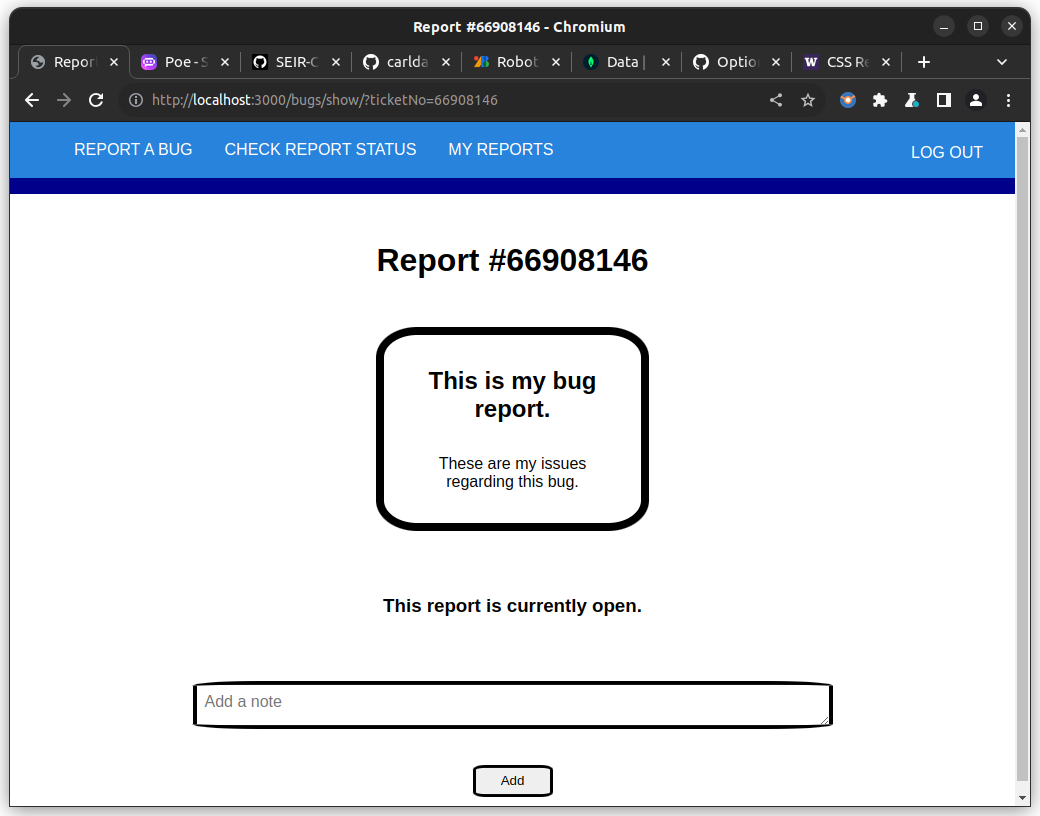 Report #66908146 - Chromium
Repor
Poe - S
SEIR-C
carlda
Robot
Data |
Optio
CSS Re
http://localhost:3000/bugs/show/?ticketNo=66908146
REPORT A BUG CHECK REPORT STATUS MY REPORTS LOG OUT
Report #66908146
This is my bug
report.
These are my issues
regarding this bug.
This report is currently open.
Add a note
Add